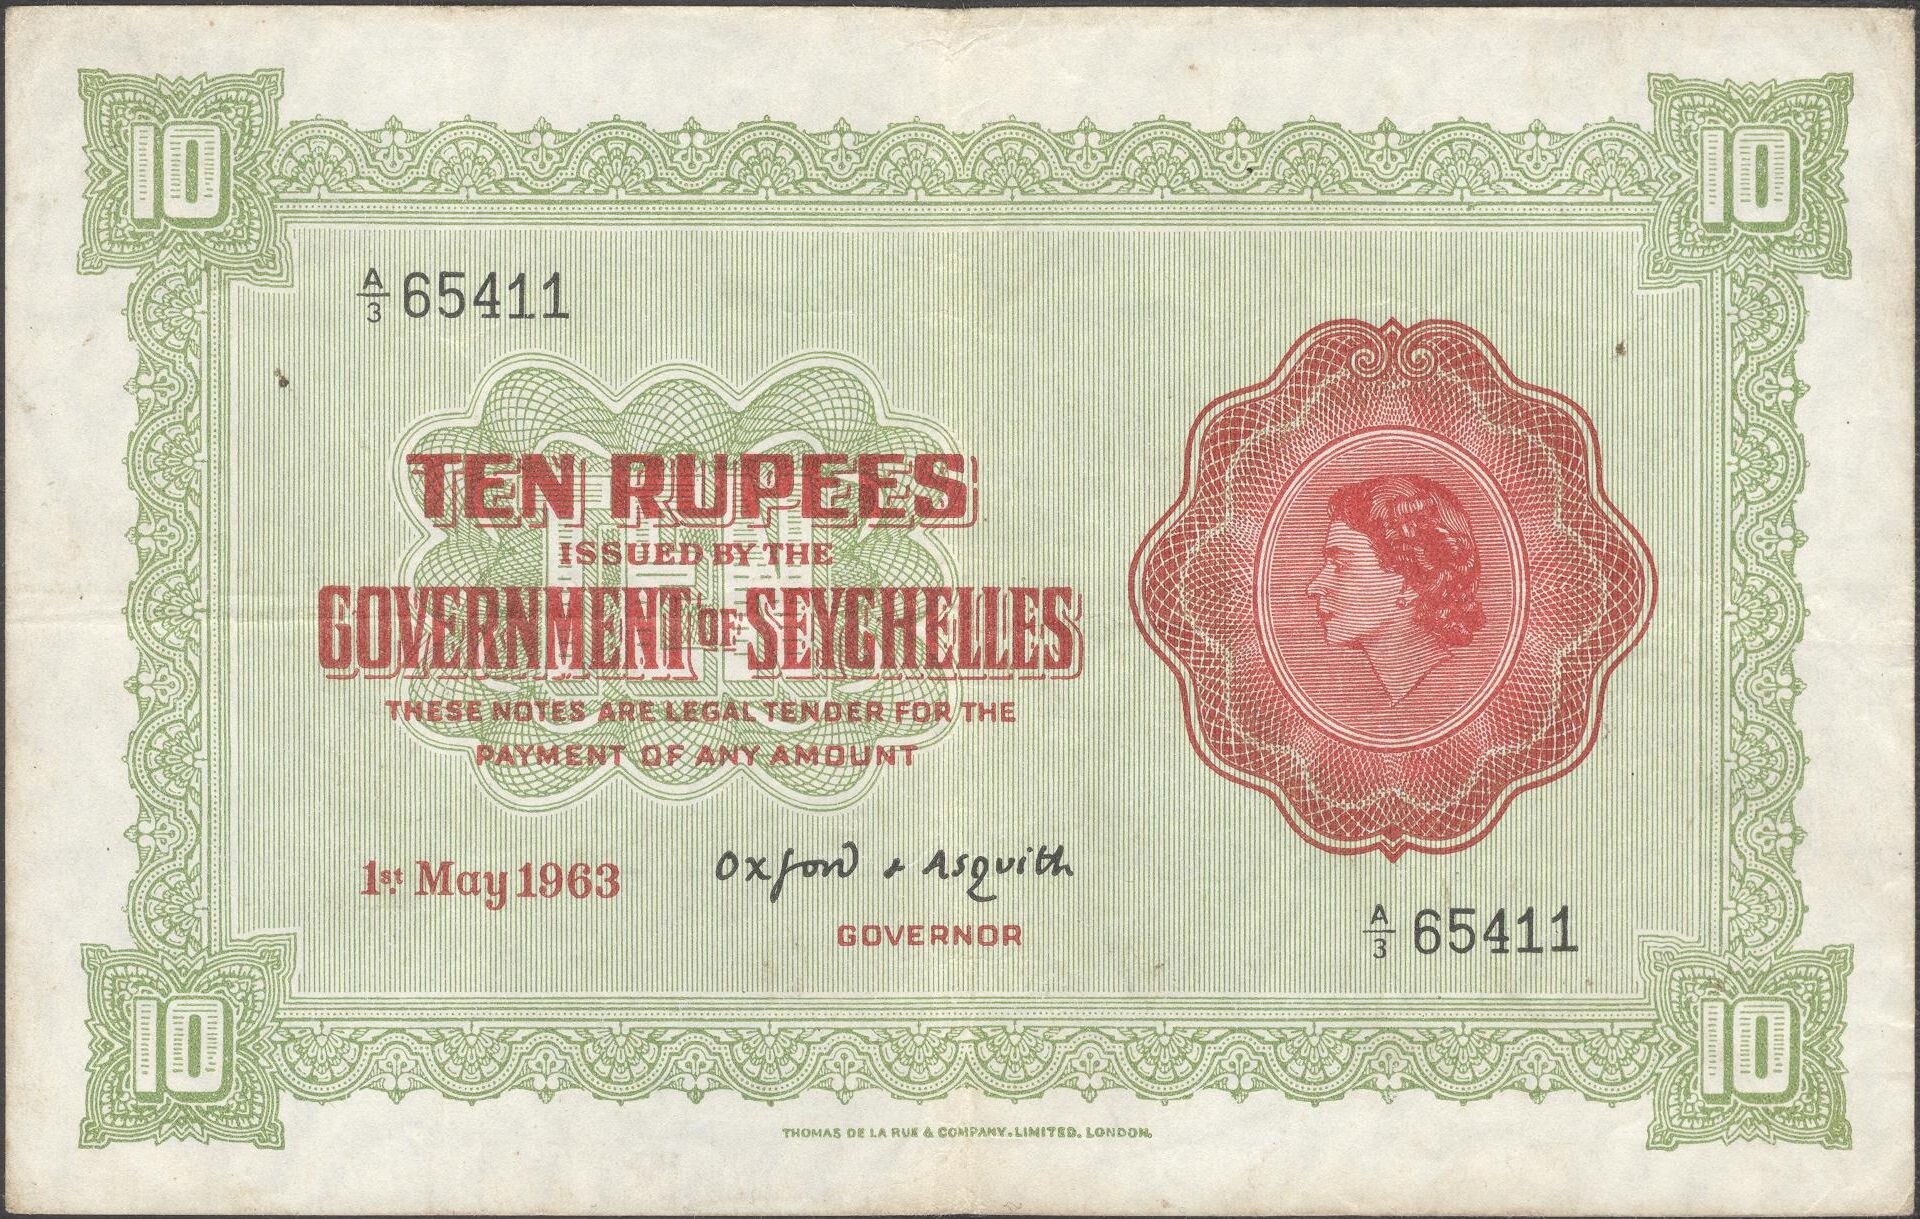 10 10
A/3 65411
TEN RUPEES
ISSUED BY THE
GOVERNMENT OF SEYCHELLES
THESE NOTES ARE LEGAL TENDER FOR THE
PAYMENT OF ANY AMOUNT
1st. May 1963
Oxford & Asquith
GOVERNOR
A/3 65411
10 10
THOMAS DE LA RUE & COMPANY, LIMITED, LONDON.